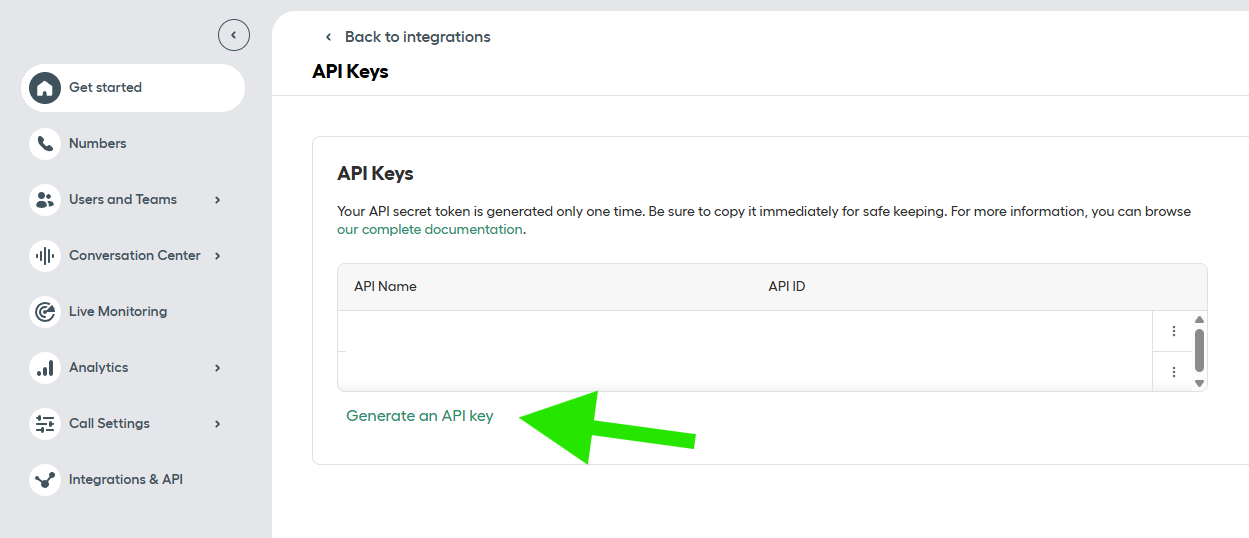 Get started
Numbers
Users and Teams
Conversation Center
Live Monitoring
Analytics
Call Settings
Integrations & API
Back to integrations
API Keys
API Keys
Your API secret token is generated only one time. Be sure to copy it immediately for safe keeping. For more information, you can browse
our complete documentation.
API Name API ID
Generate an API key